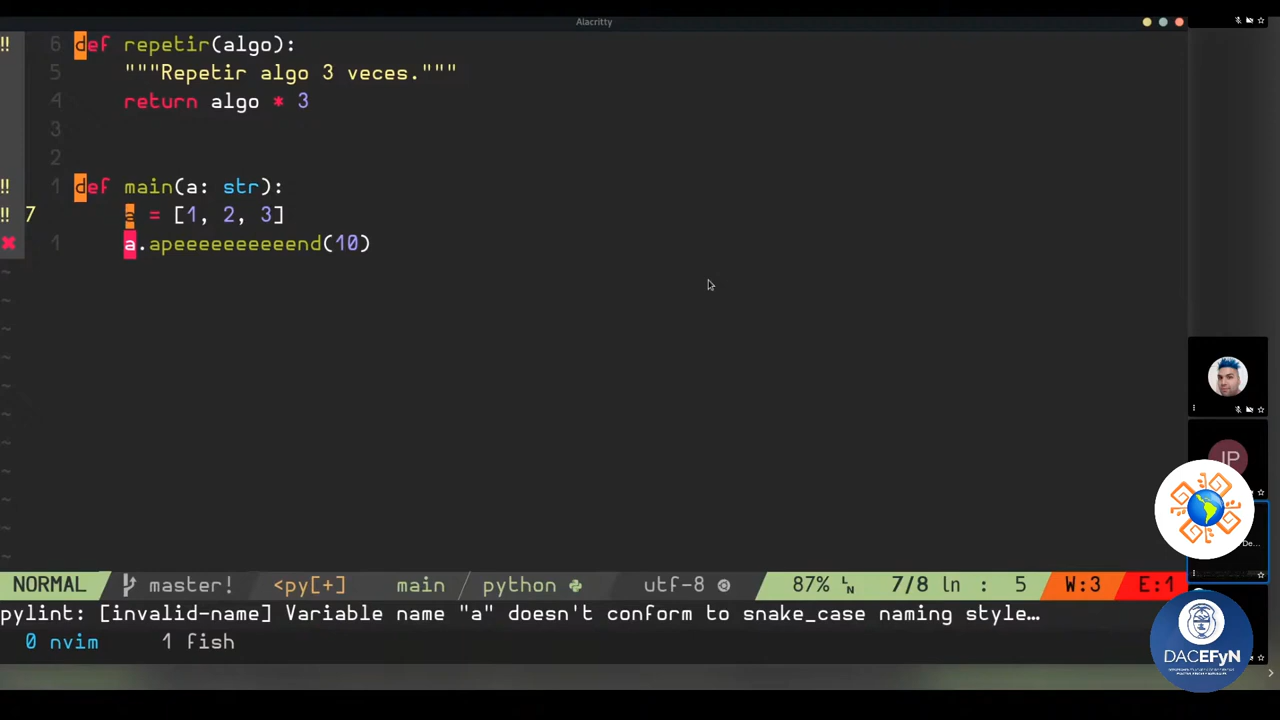 Alacritty
!! 6 def repetir(algo):
5 """Repetir algo 3 veces."""
4 return algo * 3
3
2
!! 1 def main(a: str):
!! 7 a = [1, 2, 3]
✖ 1 a.apeeeeeeeeeend(10)
~
~
~
~
~
~
~
~
~
~
~
NORMAL master! <py[+] main python utf-8 87% 7/8 ln : 5 W:3 E:1
pylint: [invalid-name] Variable name "a" doesn't conform to snake_case naming style…
0 nvim 1 fish
JP
De...
DACEFyN